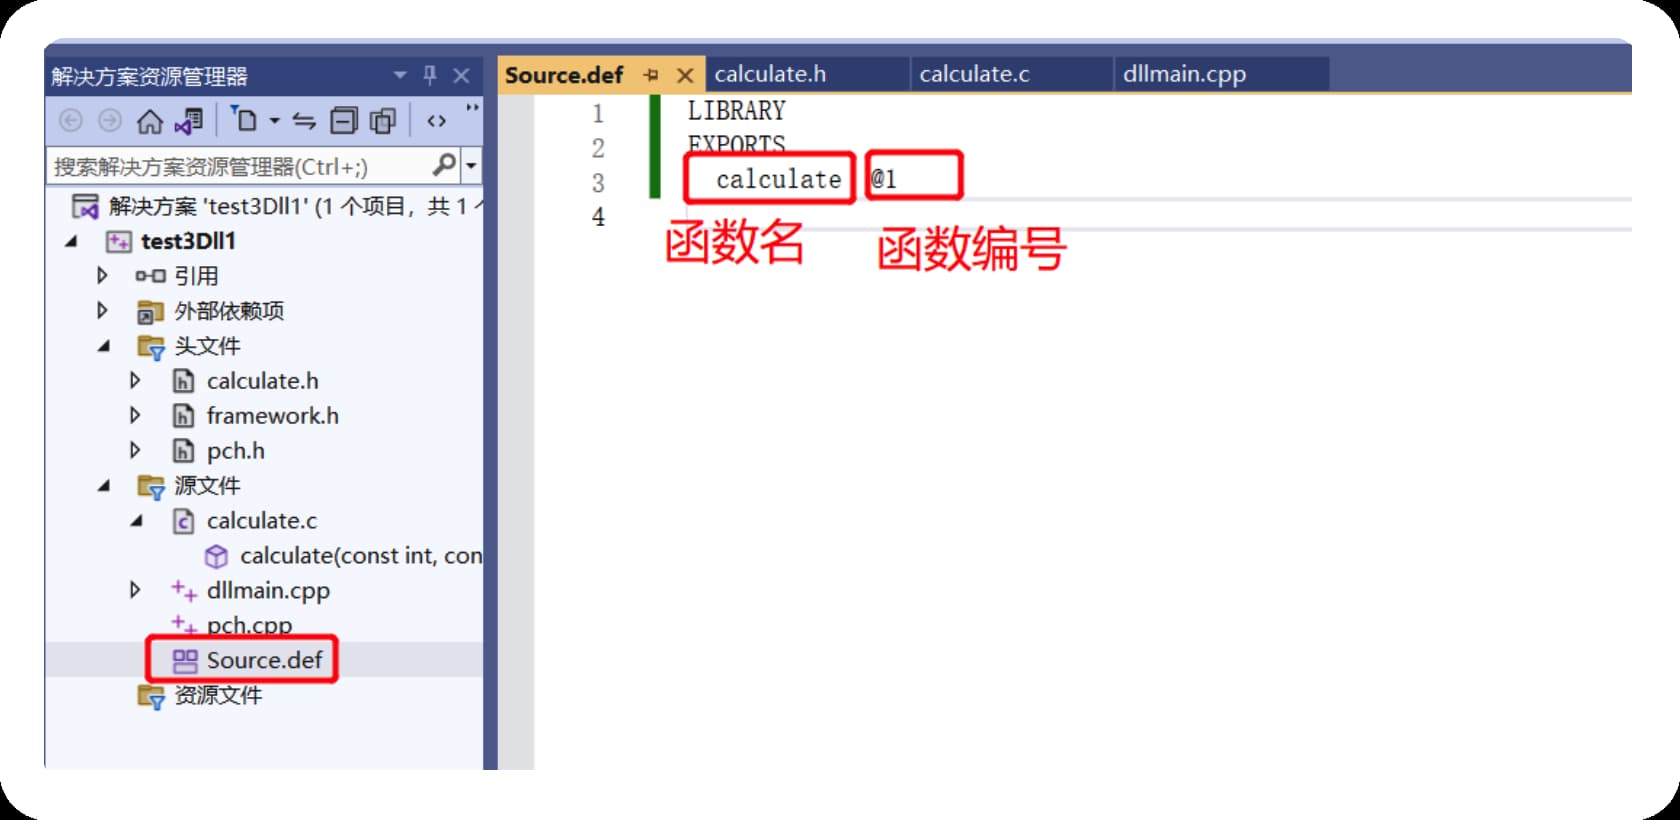 解决方案资源管理器
搜索解决方案资源管理器(Ctrl+;)
解决方案 'test3Dll1' (1 个项目，共 1
test3Dll1
引用
外部依赖项
头文件
calculate.h
framework.h
pch.h
源文件
calculate.c
calculate(const int, con
dllmain.cpp
pch.cpp
Source.def
资源文件
Source.def calculate.h calculate.c dllmain.cpp
1 LIBRARY
2 EXPORTS
3 calculate @1
4
函数名 函数编号